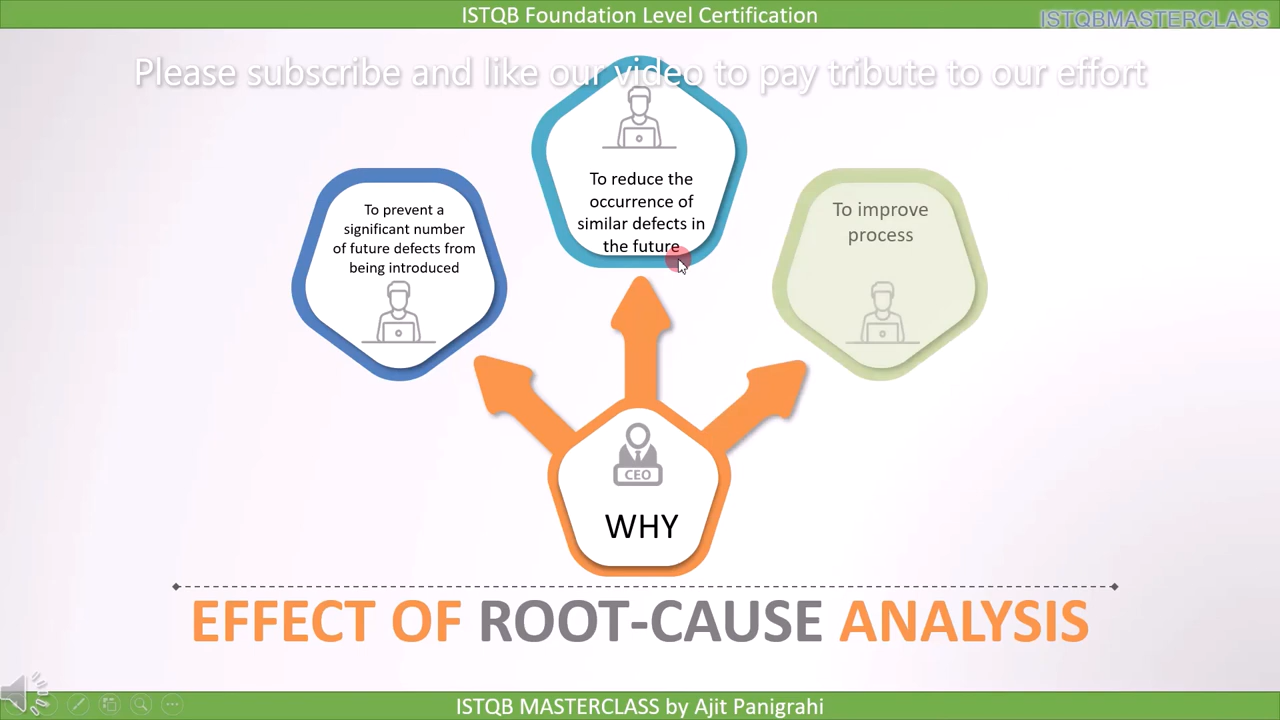 ISTQB Foundation Level Certification
ISTQBMASTERCLASS
Please subscribe and like our video to pay tribute to our effort
To prevent a
significant number
of future defects from
being introduced
To reduce the
occurrence of
similar defects in
the future
To improve
process
CEO
WHY
EFFECT OF ROOT-CAUSE ANALYSIS
ISTQB MASTERCLASS by Ajit Panigrahi